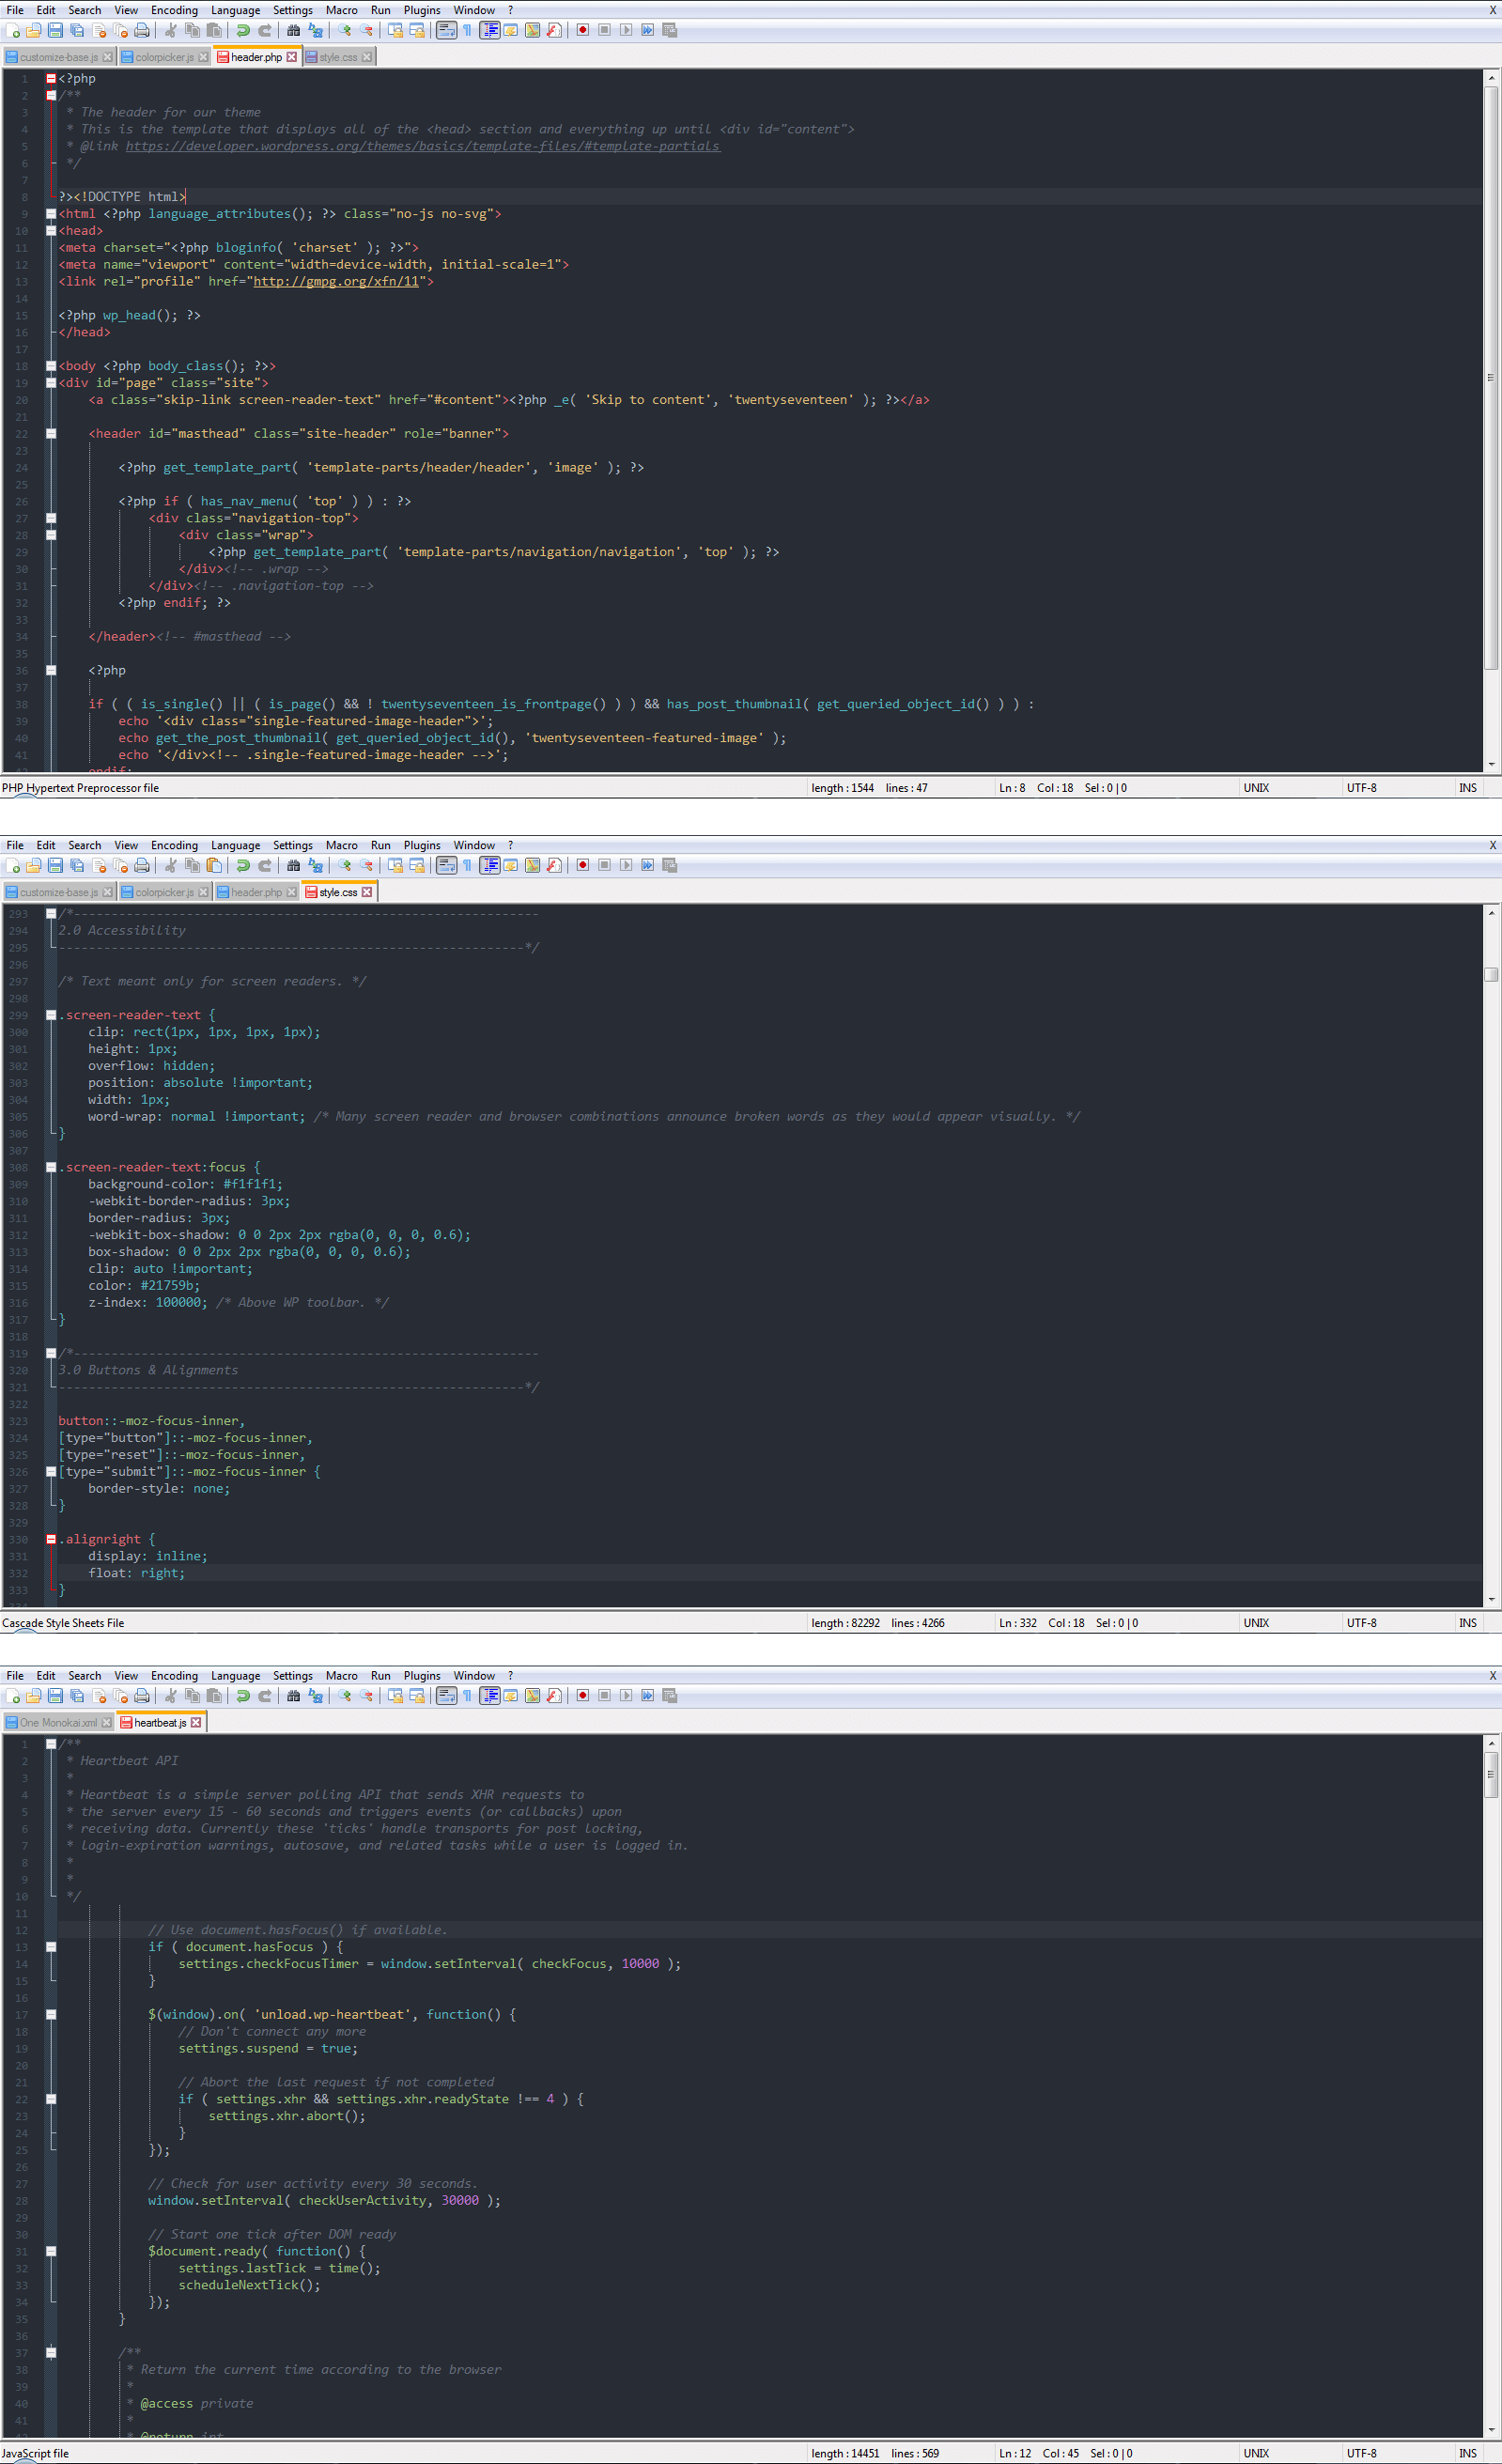 File Edit Search View Encoding Language Settings Macro Run Plugins Window ? X
customize-base.js colorpicker.js header.php style.css
1 <?php
2 /**
3  * The header for our theme
4  * This is the template that displays all of the <head> section and everything up until <div id="content">
5  * @link https://developer.wordpress.org/themes/basics/template-files/#template-partials
6  */
7
8 ?><!DOCTYPE html>
9 <html <?php language_attributes(); ?> class="no-js no-svg">
10 <head>
11 <meta charset="<?php bloginfo( 'charset' ); ?>">
12 <meta name="viewport" content="width=device-width, initial-scale=1">
13 <link rel="profile" href="http://gmpg.org/xfn/11">
14
15 <?php wp_head(); ?>
16 </head>
17
18 <body <?php body_class(); ?>>
19 <div id="page" class="site">
20     <a class="skip-link screen-reader-text" href="#content"><?php _e( 'Skip to content', 'twentyseventeen' ); ?></a>
21
22     <header id="masthead" class="site-header" role="banner">
23
24         <?php get_template_part( 'template-parts/header/header', 'image' ); ?>
25
26         <?php if ( has_nav_menu( 'top' ) ) : ?>
27             <div class="navigation-top">
28                 <div class="wrap">
29                     <?php get_template_part( 'template-parts/navigation/navigation', 'top' ); ?>
30                 </div><!-- .wrap -->
31             </div><!-- .navigation-top -->
32         <?php endif; ?>
33
34     </header><!-- #masthead -->
35
36     <?php
37
38     if ( ( is_single() || ( is_page() && ! twentyseventeen_is_frontpage() ) ) && has_post_thumbnail( get_queried_object_id() ) ) :
39         echo '<div class="single-featured-image-header">';
40         echo get_the_post_thumbnail( get_queried_object_id(), 'twentyseventeen-featured-image' );
41         echo '</div><!-- .single-featured-image-header -->';
42     endif;
PHP Hypertext Preprocessor file length : 1544 lines : 47 Ln : 8 Col : 18 Sel : 0 | 0 UNIX UTF-8 INS
File Edit Search View Encoding Language Settings Macro Run Plugins Window ? X
customize-base.js colorpicker.js header.php style.css
293 /*--------------------------------------------------------------
294 2.0 Accessibility
295 --------------------------------------------------------------*/
296
297 /* Text meant only for screen readers. */
298
299 .screen-reader-text {
300     clip: rect(1px, 1px, 1px, 1px);
301     height: 1px;
302     overflow: hidden;
303     position: absolute !important;
304     width: 1px;
305     word-wrap: normal !important; /* Many screen reader and browser combinations announce broken words as they would appear visually. */
306 }
307
308 .screen-reader-text:focus {
309     background-color: #f1f1f1;
310     -webkit-border-radius: 3px;
311     border-radius: 3px;
312     -webkit-box-shadow: 0 0 2px 2px rgba(0, 0, 0, 0.6);
313     box-shadow: 0 0 2px 2px rgba(0, 0, 0, 0.6);
314     clip: auto !important;
315     color: #21759b;
316     z-index: 100000; /* Above WP toolbar. */
317 }
318
319 /*--------------------------------------------------------------
320 3.0 Buttons & Alignments
321 --------------------------------------------------------------*/
322
323 button::-moz-focus-inner,
324 [type="button"]::-moz-focus-inner,
325 [type="reset"]::-moz-focus-inner,
326 [type="submit"]::-moz-focus-inner {
327     border-style: none;
328 }
329
330 .alignright {
331     display: inline;
332     float: right;
333 }
334
Cascade Style Sheets File length : 82292 lines : 4266 Ln : 332 Col : 18 Sel : 0 | 0 UNIX UTF-8 INS
File Edit Search View Encoding Language Settings Macro Run Plugins Window ? X
One Monokai.xml heartbeat.js
1 /**
2  * Heartbeat API
3  *
4  * Heartbeat is a simple server polling API that sends XHR requests to
5  * the server every 15 - 60 seconds and triggers events (or callbacks) upon
6  * receiving data. Currently these 'ticks' handle transports for post locking,
7  * login-expiration warnings, autosave, and related tasks while a user is logged in.
8  *
9  *
10  */
11
12             // Use document.hasFocus() if available.
13             if ( document.hasFocus ) {
14                 settings.checkFocusTimer = window.setInterval( checkFocus, 10000 );
15             }
16
17             $(window).on( 'unload.wp-heartbeat', function() {
18                 // Don't connect any more
19                 settings.suspend = true;
20
21                 // Abort the last request if not completed
22                 if ( settings.xhr && settings.xhr.readyState !== 4 ) {
23                     settings.xhr.abort();
24                 }
25             });
26
27             // Check for user activity every 30 seconds.
28             window.setInterval( checkUserActivity, 30000 );
29
30             // Start one tick after DOM ready
31             $document.ready( function() {
32                 settings.lastTick = time();
33                 scheduleNextTick();
34             });
35         }
36
37         /**
38          * Return the current time according to the browser
39          *
40          * @access private
41          *
42          * @return int
JavaScript file length : 14451 lines : 569 Ln : 12 Col : 45 Sel : 0 | 0 UNIX UTF-8 INS